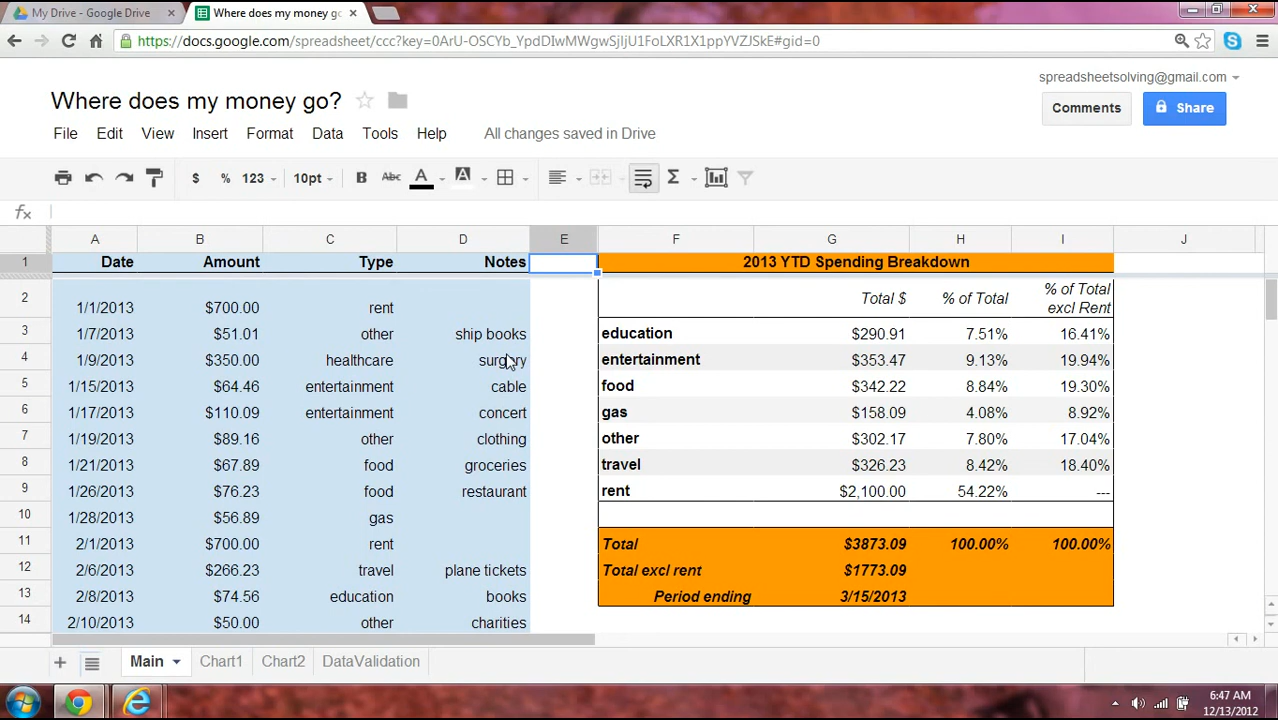 My Drive - Google Drive
Where does my money go
https://docs.google.com/spreadsheet/ccc?key=0ArU-OSCYb_YpdDIwMWgwSjljU1FoLXR1X1ppYVZJSkE#gid=0
spreadsheetsolving@gmail.com
Where does my money go?
Comments
Share
File Edit View Insert Format Data Tools Help All changes saved in Drive
$ % 123 10pt B Abc A A Σ
fx
A B C D E F G H I J
1 Date Amount Type Notes 2013 YTD Spending Breakdown
2 1/1/2013 $700.00 rent Total $ % of Total % of Total excl Rent
3 1/7/2013 $51.01 other ship books education $290.91 7.51% 16.41%
4 1/9/2013 $350.00 healthcare surgery entertainment $353.47 9.13% 19.94%
5 1/15/2013 $64.46 entertainment cable food $342.22 8.84% 19.30%
6 1/17/2013 $110.09 entertainment concert gas $158.09 4.08% 8.92%
7 1/19/2013 $89.16 other clothing other $302.17 7.80% 17.04%
8 1/21/2013 $67.89 food groceries travel $326.23 8.42% 18.40%
9 1/26/2013 $76.23 food restaurant rent $2,100.00 54.22% ---
10 1/28/2013 $56.89 gas
11 2/1/2013 $700.00 rent Total $3873.09 100.00% 100.00%
12 2/6/2013 $266.23 travel plane tickets Total excl rent $1773.09
13 2/8/2013 $74.56 education books Period ending 3/15/2013
14 2/10/2013 $50.00 other charities
Main Chart1 Chart2 DataValidation
6:47 AM
12/13/2012